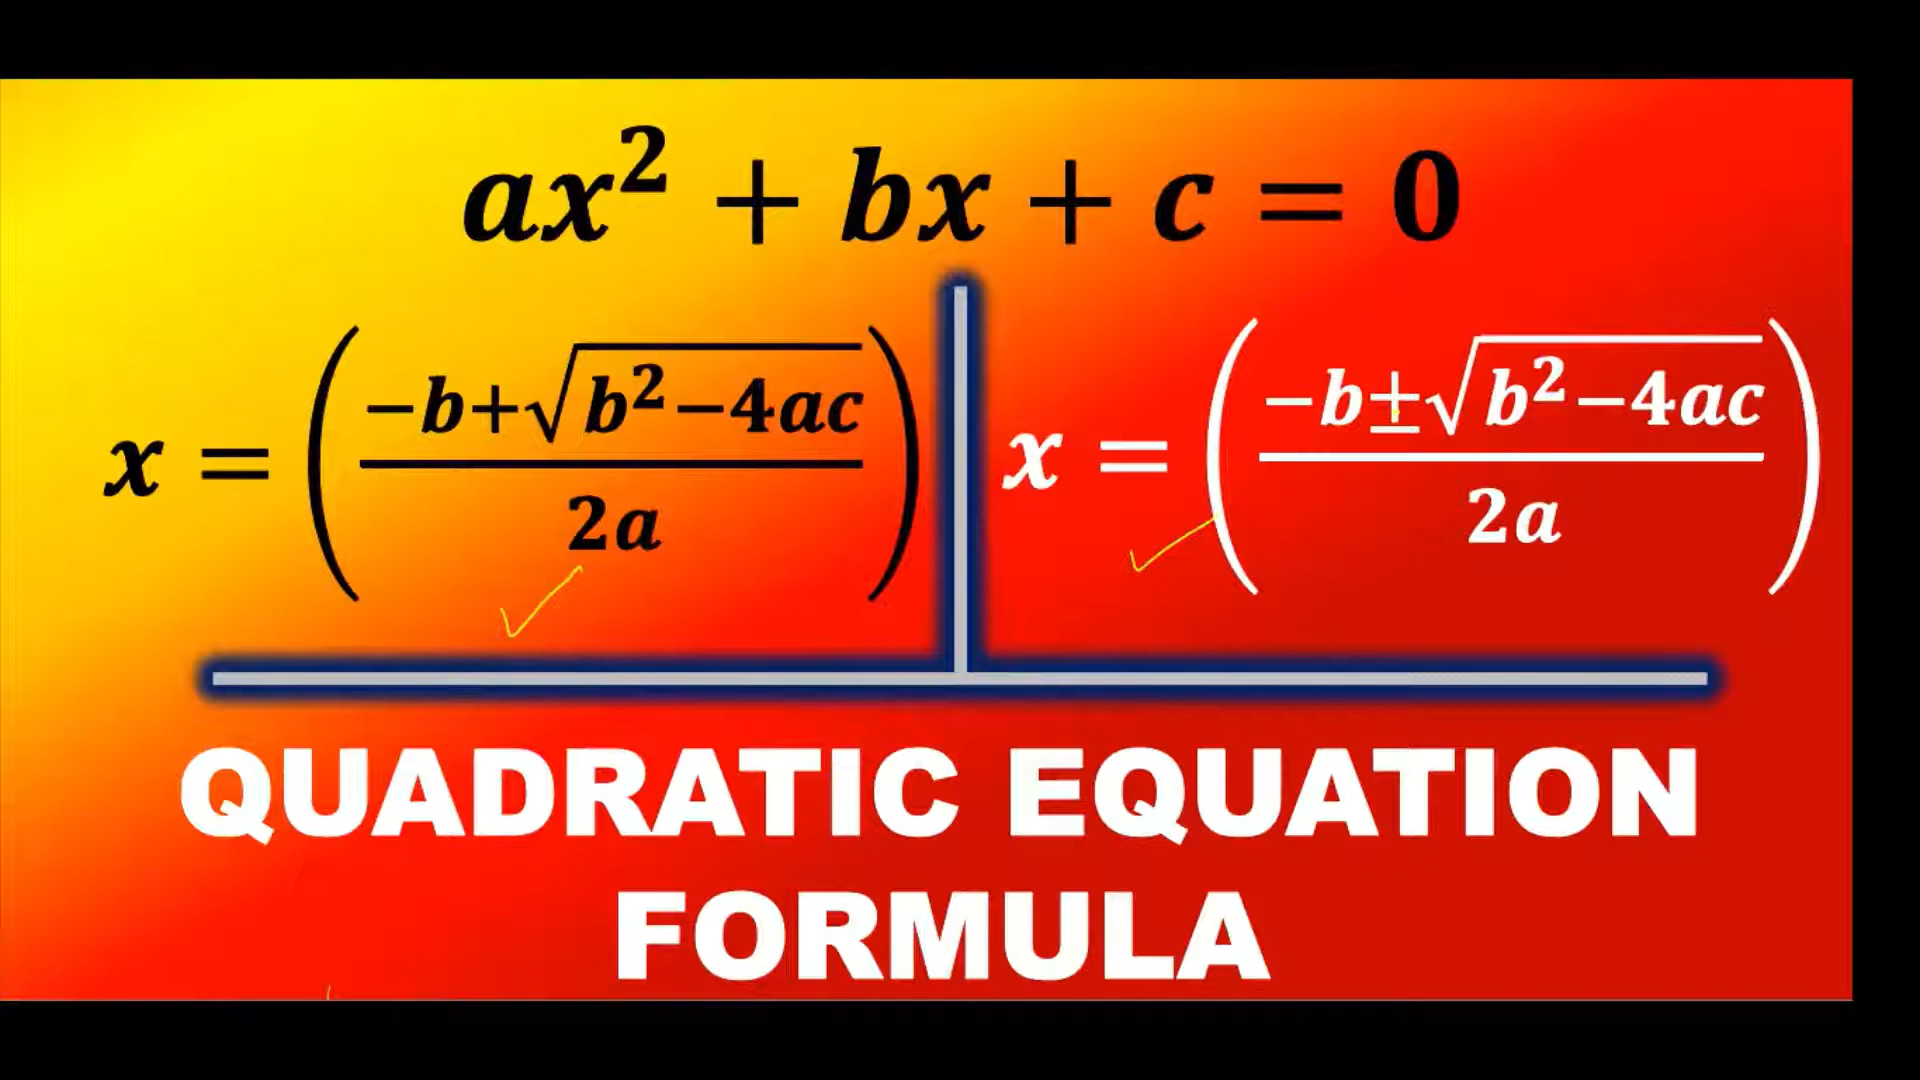 ax² + bx + c = 0
x = (−b+√b²−4ac / 2a)
x = (−b±√b²−4ac / 2a)
QUADRATIC EQUATION
FORMULA